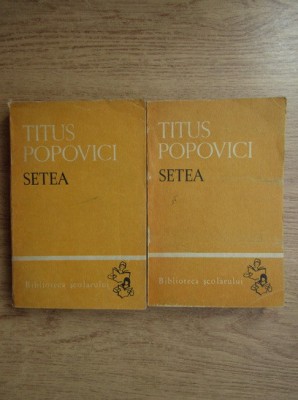 TITUS
POPOVICI
SETEA
Biblioteca școlarului
TITUS
POPOVICI
SETEA
Biblioteca școlarului